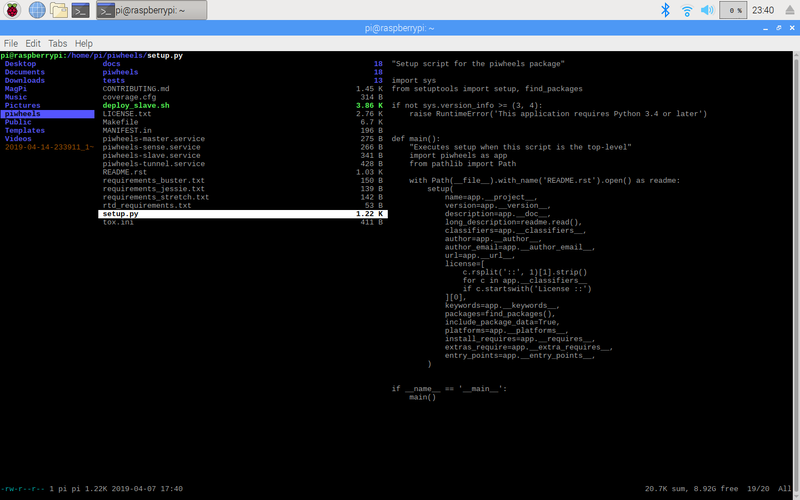 pi@raspberrypi: ~
0 %
23:40
pi@raspberrypi: ~
File Edit Tabs Help
pi@raspberrypi:/home/pi/piwheels/setup.py
Desktop
Documents
Downloads
MagPi
Music
Pictures
piwheels
Public
Templates
Videos
2019-04-14-233911_1~
docs 18
piwheels 18
tests 13
CONTRIBUTING.md 1.45 K
coverage.cfg 314 B
deploy_slave.sh 3.86 K
LICENSE.txt 2.76 K
Makefile 6.7 K
MANIFEST.in 196 B
piwheels-master.service 275 B
piwheels-sense.service 266 B
piwheels-slave.service 341 B
piwheels-tunnel.service 428 B
README.rst 1.03 K
requirements_buster.txt 150 B
requirements_jessie.txt 139 B
requirements_stretch.txt 142 B
rtd_requirements.txt 53 B
setup.py 1.22 K
tox.ini 411 B
"Setup script for the piwheels package"
import sys
from setuptools import setup, find_packages
if not sys.version_info >= (3, 4):
raise RuntimeError('This application requires Python 3.4 or later')
def main():
"Executes setup when this script is the top-level"
import piwheels as app
from pathlib import Path
with Path(__file__).with_name('README.rst').open() as readme:
setup(
name=app.__project__,
version=app.__version__,
description=app.__doc__,
long_description=readme.read(),
classifiers=app.__classifiers__,
author=app.__author__,
author_email=app.__author_email__,
url=app.__url__,
license=[
c.rsplit('::', 1)[1].strip()
for c in app.__classifiers__
if c.startswith('License ::')
][0],
keywords=app.__keywords__,
packages=find_packages(),
include_package_data=True,
platforms=app.__platforms__,
install_requires=app.__requires__,
extras_require=app.__extra_requires__,
entry_points=app.__entry_points__,
)
if __name__ == '__main__':
main()
-rw-r--r-- 1 pi pi 1.22K 2019-04-07 17:40
20.7K sum, 8.92G free 19/20 All